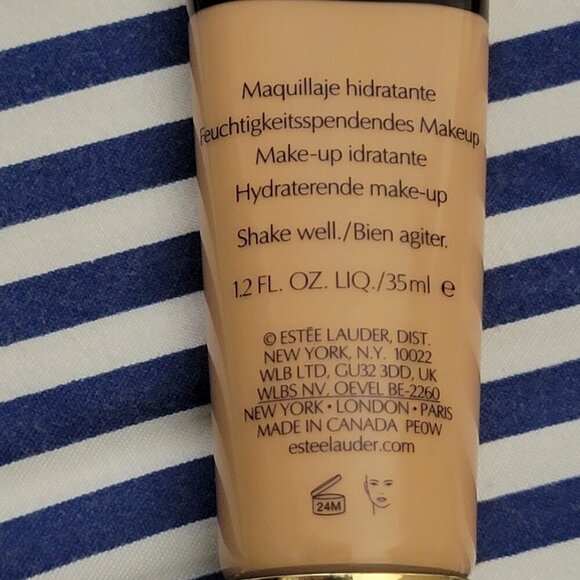 Maquillaje hidratante
Feuchtigkeitsspendendes Makeup
Make-up idratante
Hydraterende make-up
Shake well./Bien agiter.
1.2 FL. OZ. LIQ./35ml ℮
© ESTĒE LAUDER, DIST.
NEW YORK, N.Y. 10022
WLB LTD, GU32 3DD, UK
WLBS NV, OEVEL BE-2260
NEW YORK • LONDON • PARIS
MADE IN CANADA PE0W
esteelauder.com
24M